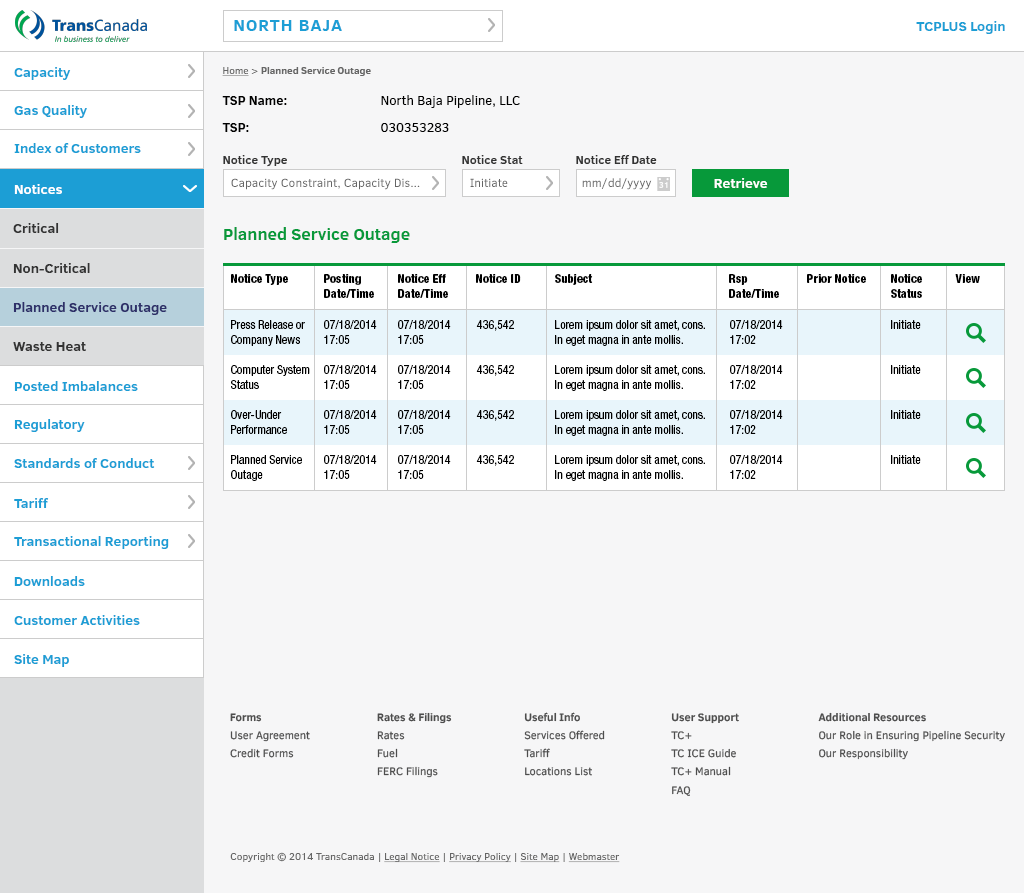 TransCanada
In business to deliver
NORTH BAJA
TCPLUS Login
Capacity
Gas Quality
Index of Customers
Notices
Critical
Non-Critical
Planned Service Outage
Waste Heat
Posted Imbalances
Regulatory
Standards of Conduct
Tariff
Transactional Reporting
Downloads
Customer Activities
Site Map
Home > Planned Service Outage
TSP Name: North Baja Pipeline, LLC
TSP: 030353283
Notice Type Notice Stat Notice Eff Date
Capacity Constraint, Capacity Dis... Initiate mm/dd/yyyy 31 Retrieve
Planned Service Outage
Notice Type Posting Notice Eff Notice ID Subject Rsp Prior Notice Notice View
Date/Time Date/Time Date/Time Status
Press Release or 07/18/2014 07/18/2014 436,542 Lorem ipsum dolor sit amet, cons. 07/18/2014 Initiate
Company News 17:05 17:05 In eget magna in ante mollis. 17:02
Computer System 07/18/2014 07/18/2014 436,542 Lorem ipsum dolor sit amet, cons. 07/18/2014 Initiate
Status 17:05 17:05 In eget magna in ante mollis. 17:02
Over-Under 07/18/2014 07/18/2014 436,542 Lorem ipsum dolor sit amet, cons. 07/18/2014 Initiate
Performance 17:05 17:05 In eget magna in ante mollis. 17:02
Planned Service 07/18/2014 07/18/2014 436,542 Lorem ipsum dolor sit amet, cons. 07/18/2014 Initiate
Outage 17:05 17:05 In eget magna in ante mollis. 17:02
Forms
User Agreement
Credit Forms
Rates & Filings
Rates
Fuel
FERC Filings
Useful Info
Services Offered
Tariff
Locations List
User Support
TC+
TC ICE Guide
TC+ Manual
FAQ
Additional Resources
Our Role in Ensuring Pipeline Security
Our Responsibility
Copyright © 2014 TransCanada | Legal Notice | Privacy Policy | Site Map | Webmaster